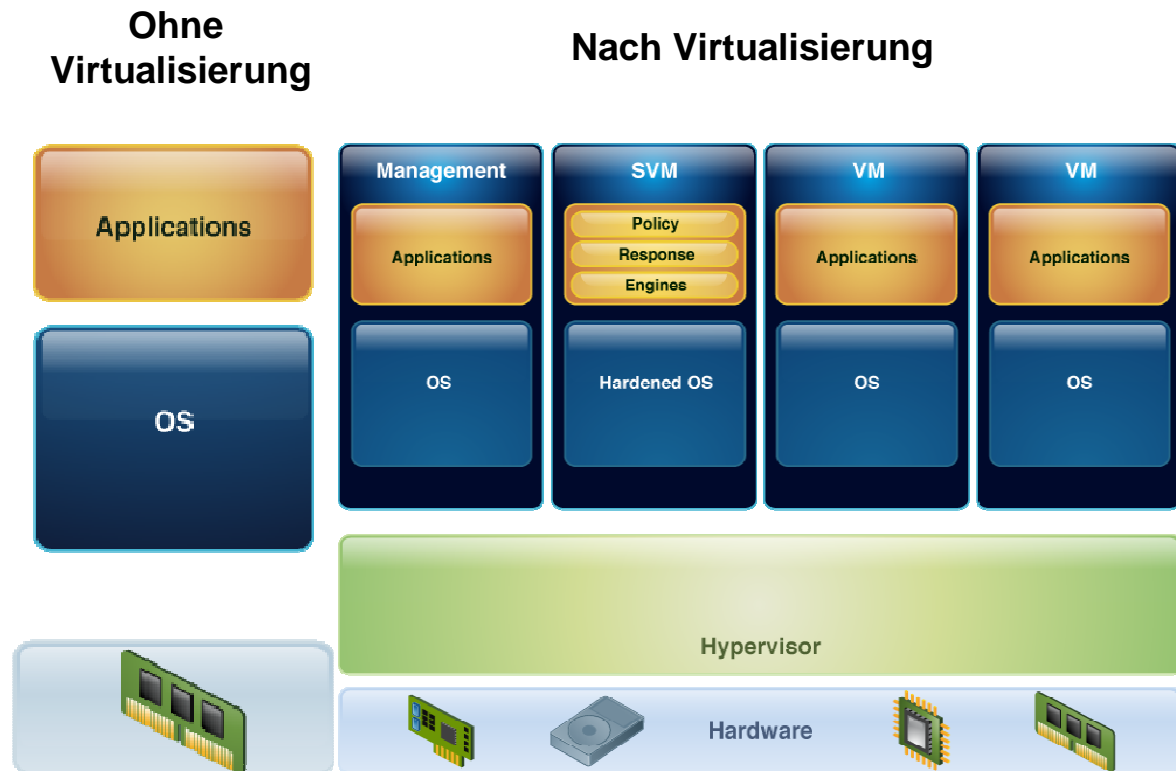 Ohne
Virtualisierung
Nach Virtualisierung
Applications
OS
Management
Applications
OS
SVM
Policy
Response
Engines
Hardened OS
VM
Applications
OS
VM
Applications
OS
Hypervisor
Hardware